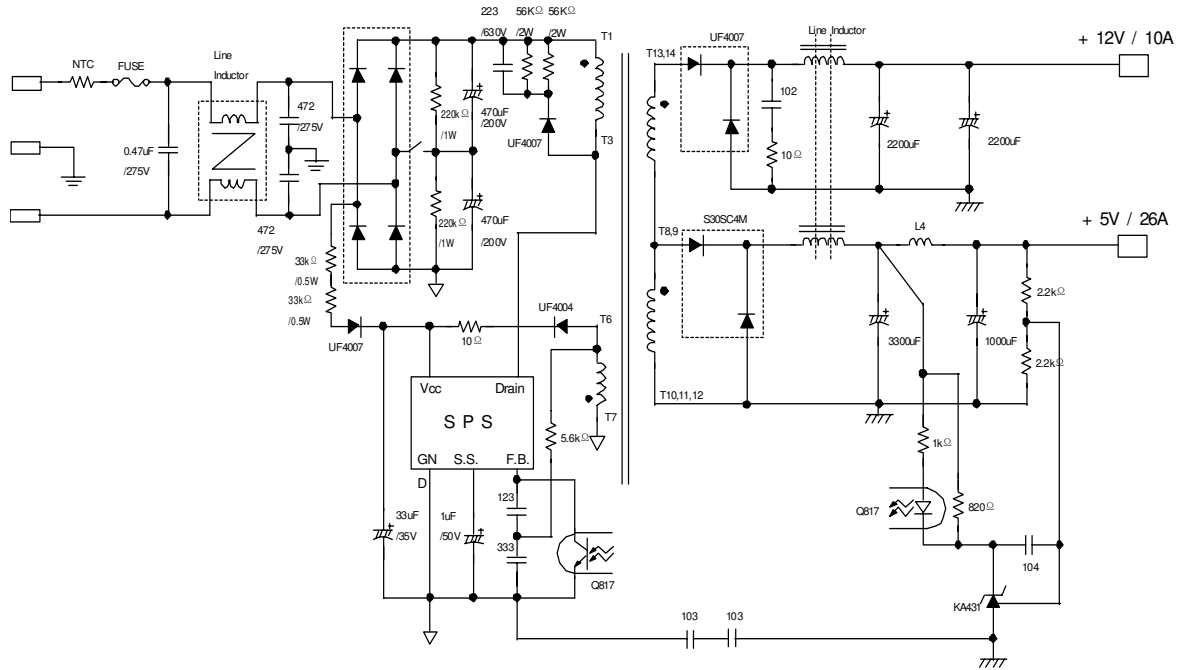 223
/630V
56KΩ
/2W
56KΩ
/2W
T1
UF4007
Line Inductor
+ 12V / 10A
NTC
FUSE
Line
Inductor
T13,14
472
/275V
220kΩ
/1W
470uF
/200V
UF4007
T3
102
10Ω
2200uF
2200uF
0.47uF
/275V
472
/275V
220kΩ
/1W
470uF
/200V
S30SC4M
+ 5V / 26A
T8,9
L4
33kΩ
/0.5W
33kΩ
/0.5W
UF4007
10Ω
UF4004
T6
3300uF
1000uF
2.2kΩ
2.2kΩ
Vcc
Drain
SPS
GN
D
S.S.
F.B.
T7
T10,11,12
5.6kΩ
1kΩ
33uF
/35V
1uF
/50V
123
333
Q817
Q817
820Ω
104
KA431
103
103